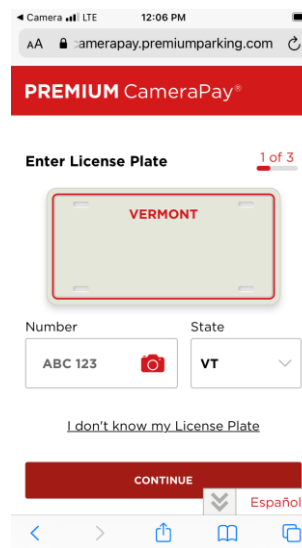 Camera LTE 12:06 PM
AA amerapay.premiumparking.com
PREMIUM CameraPay®
Enter License Plate
1 of 3
VERMONT
Number
State
ABC 123
VT
I don't know my License Plate
CONTINUE
Español